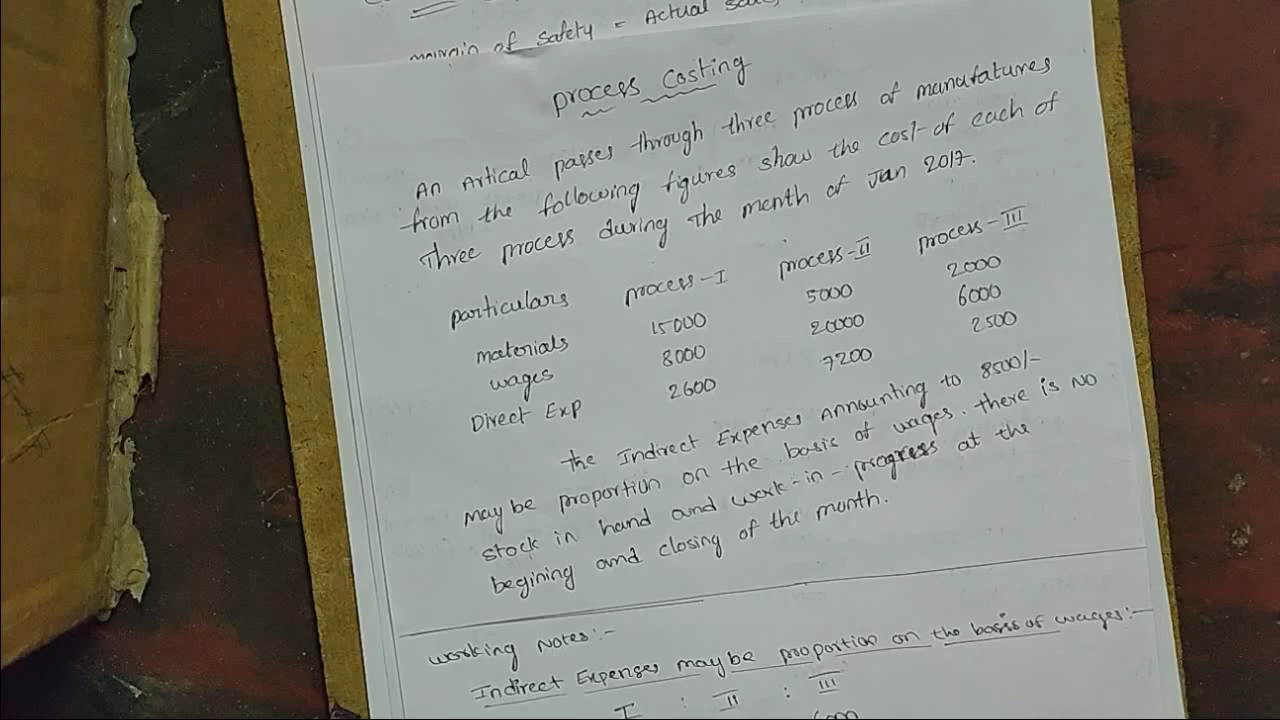 margin of safety = Actual
process costing
An Artical passes through three process of manufatures
from the following figures show the cost of each of
three process during the month of Jan 2017.
particulars process-I process-II process-III
materials 15000 5000 2000
wages 8000 20000 6000
Direct Exp 2600 7200 2500
the Indirect Expenses Amounting to 8500/-
may be proportion on the basic of wages. there is NO
stock in hand and work-in-progress at the
begining and closing of the month.
working notes:-
Indirect Expenses may be proportion on the basis of wages:-
I : II : III